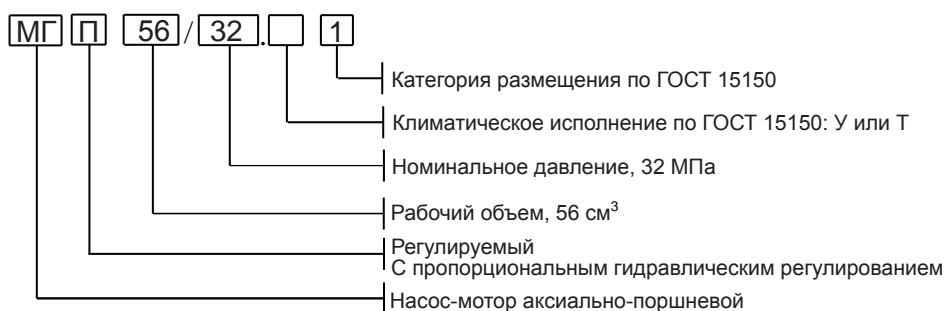 МГ П 56 / 32 . 1
Категория размещения по ГОСТ 15150
Климатическое исполнение по ГОСТ 15150: У или Т
Номинальное давление, 32 МПа
Рабочий объем, 56 см³
Регулируемый
С пропорциональным гидравлическим регулированием
Насос-мотор аксиально-поршневой